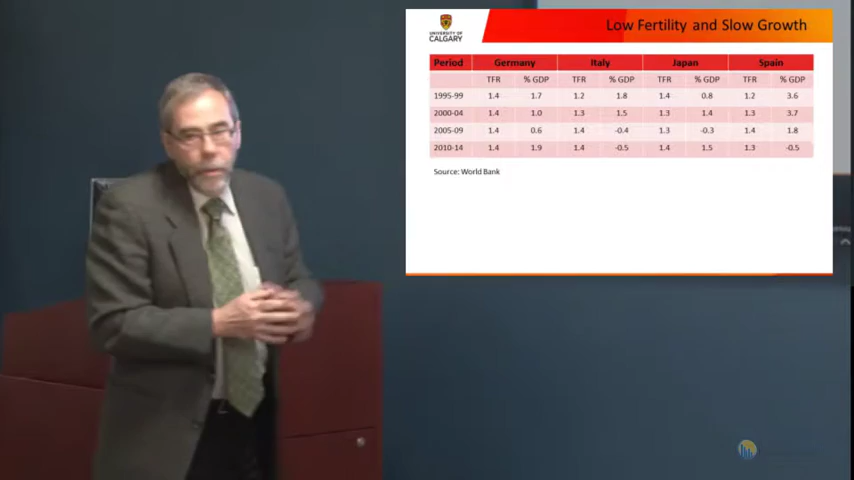 UNIVERSITY OF
CALGARY
Low Fertility and Slow Growth
Period Germany Italy Japan Spain
TFR % GDP TFR % GDP TFR % GDP TFR % GDP
1995-99 1.4 1.7 1.2 1.8 1.4 0.8 1.2 3.6
2000-04 1.4 1.0 1.3 1.5 1.3 1.4 1.3 3.7
2005-09 1.4 0.6 1.4 -0.4 1.3 -0.3 1.4 1.8
2010-14 1.4 1.9 1.4 -0.5 1.4 1.5 1.3 -0.5
Source: World Bank